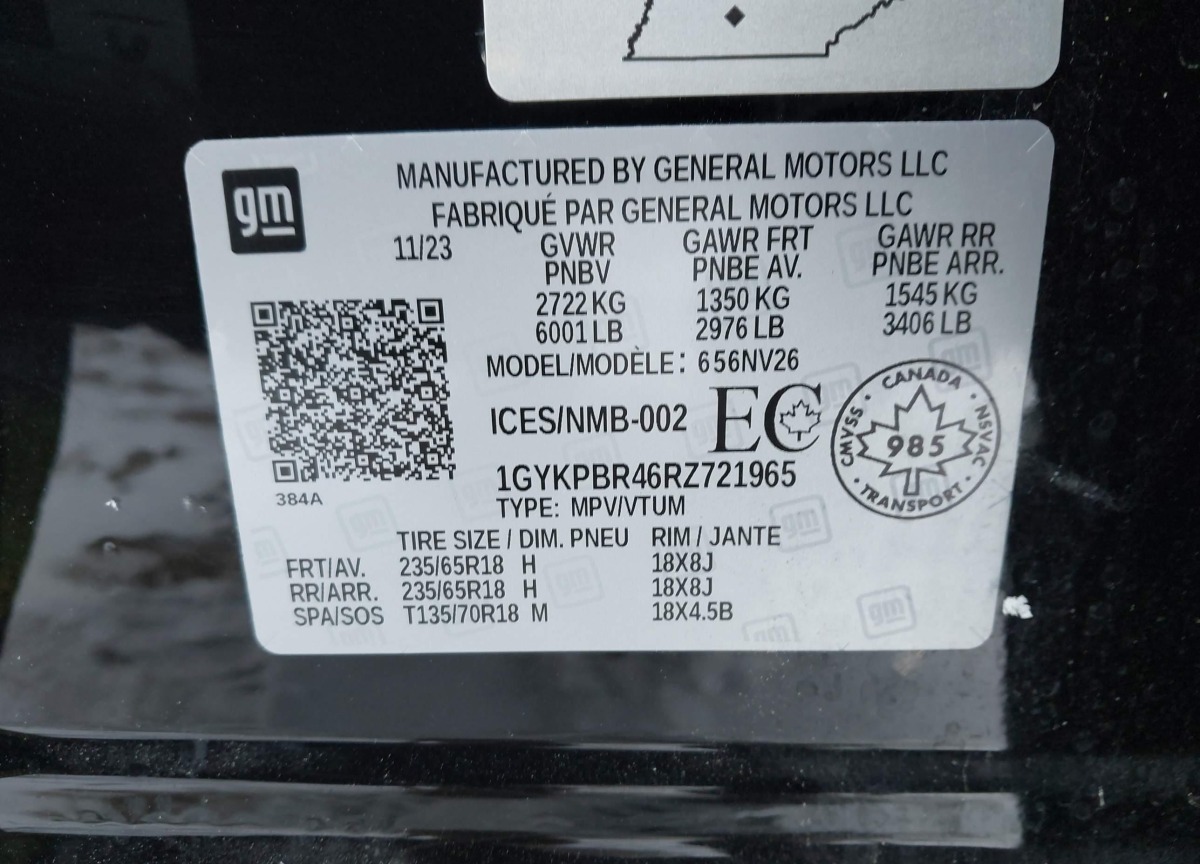 gm
MANUFACTURED BY GENERAL MOTORS LLC
FABRIQUÉ PAR GENERAL MOTORS LLC
11/23 GVWR GAWR FRT GAWR RR
PNBV PNBE AV. PNBE ARR.
2722 KG 1350 KG 1545 KG
6001 LB 2976 LB 3406 LB
MODEL/MODÈLE: 656NV26
ICES/NMB-002 EC
CANADA
CMVSS 985 NSVAC
TRANSPORT
1GYKPBR46RZ721965
384A
TYPE: MPV/VTUM
TIRE SIZE / DIM. PNEU RIM / JANTE
FRT/AV. 235/65R18 H 18X8J
RR/ARR. 235/65R18 H 18X8J
SPA/SOS T135/70R18 M 18X4.5B